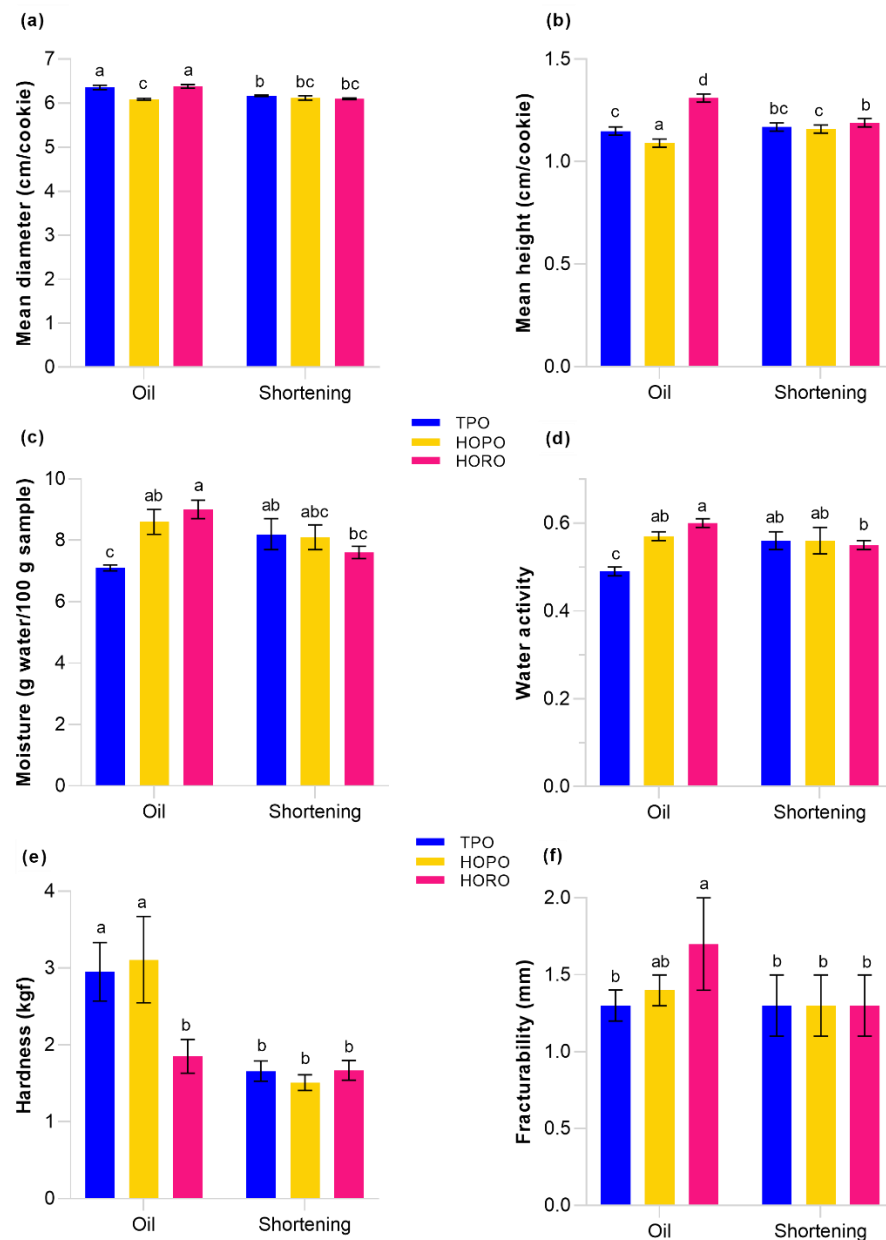 (a)
Mean diameter (cm/cookie)
7
6
5
4
3
2
1
0
a
c
a
b
bc
bc
Oil
Shortening
(b)
Mean height (cm/cookie)
1.5
1.0
0.5
0.0
c
a
d
bc
c
b
Oil
Shortening
TPO
HOPO
HORO
(c)
Moisture (g water/100 g sample)
10
8
6
4
2
0
c
ab
a
ab
abc
bc
Oil
Shortening
(d)
Water activity
0.6
0.4
0.2
0.0
c
ab
a
ab
ab
b
Oil
Shortening
TPO
HOPO
HORO
(e)
Hardness (kgf)
4
3
2
1
0
a
a
b
b
b
b
Oil
Shortening
(f)
Fracturability (mm)
2.0
1.5
1.0
0.5
0.0
b
ab
a
b
b
b
Oil
Shortening